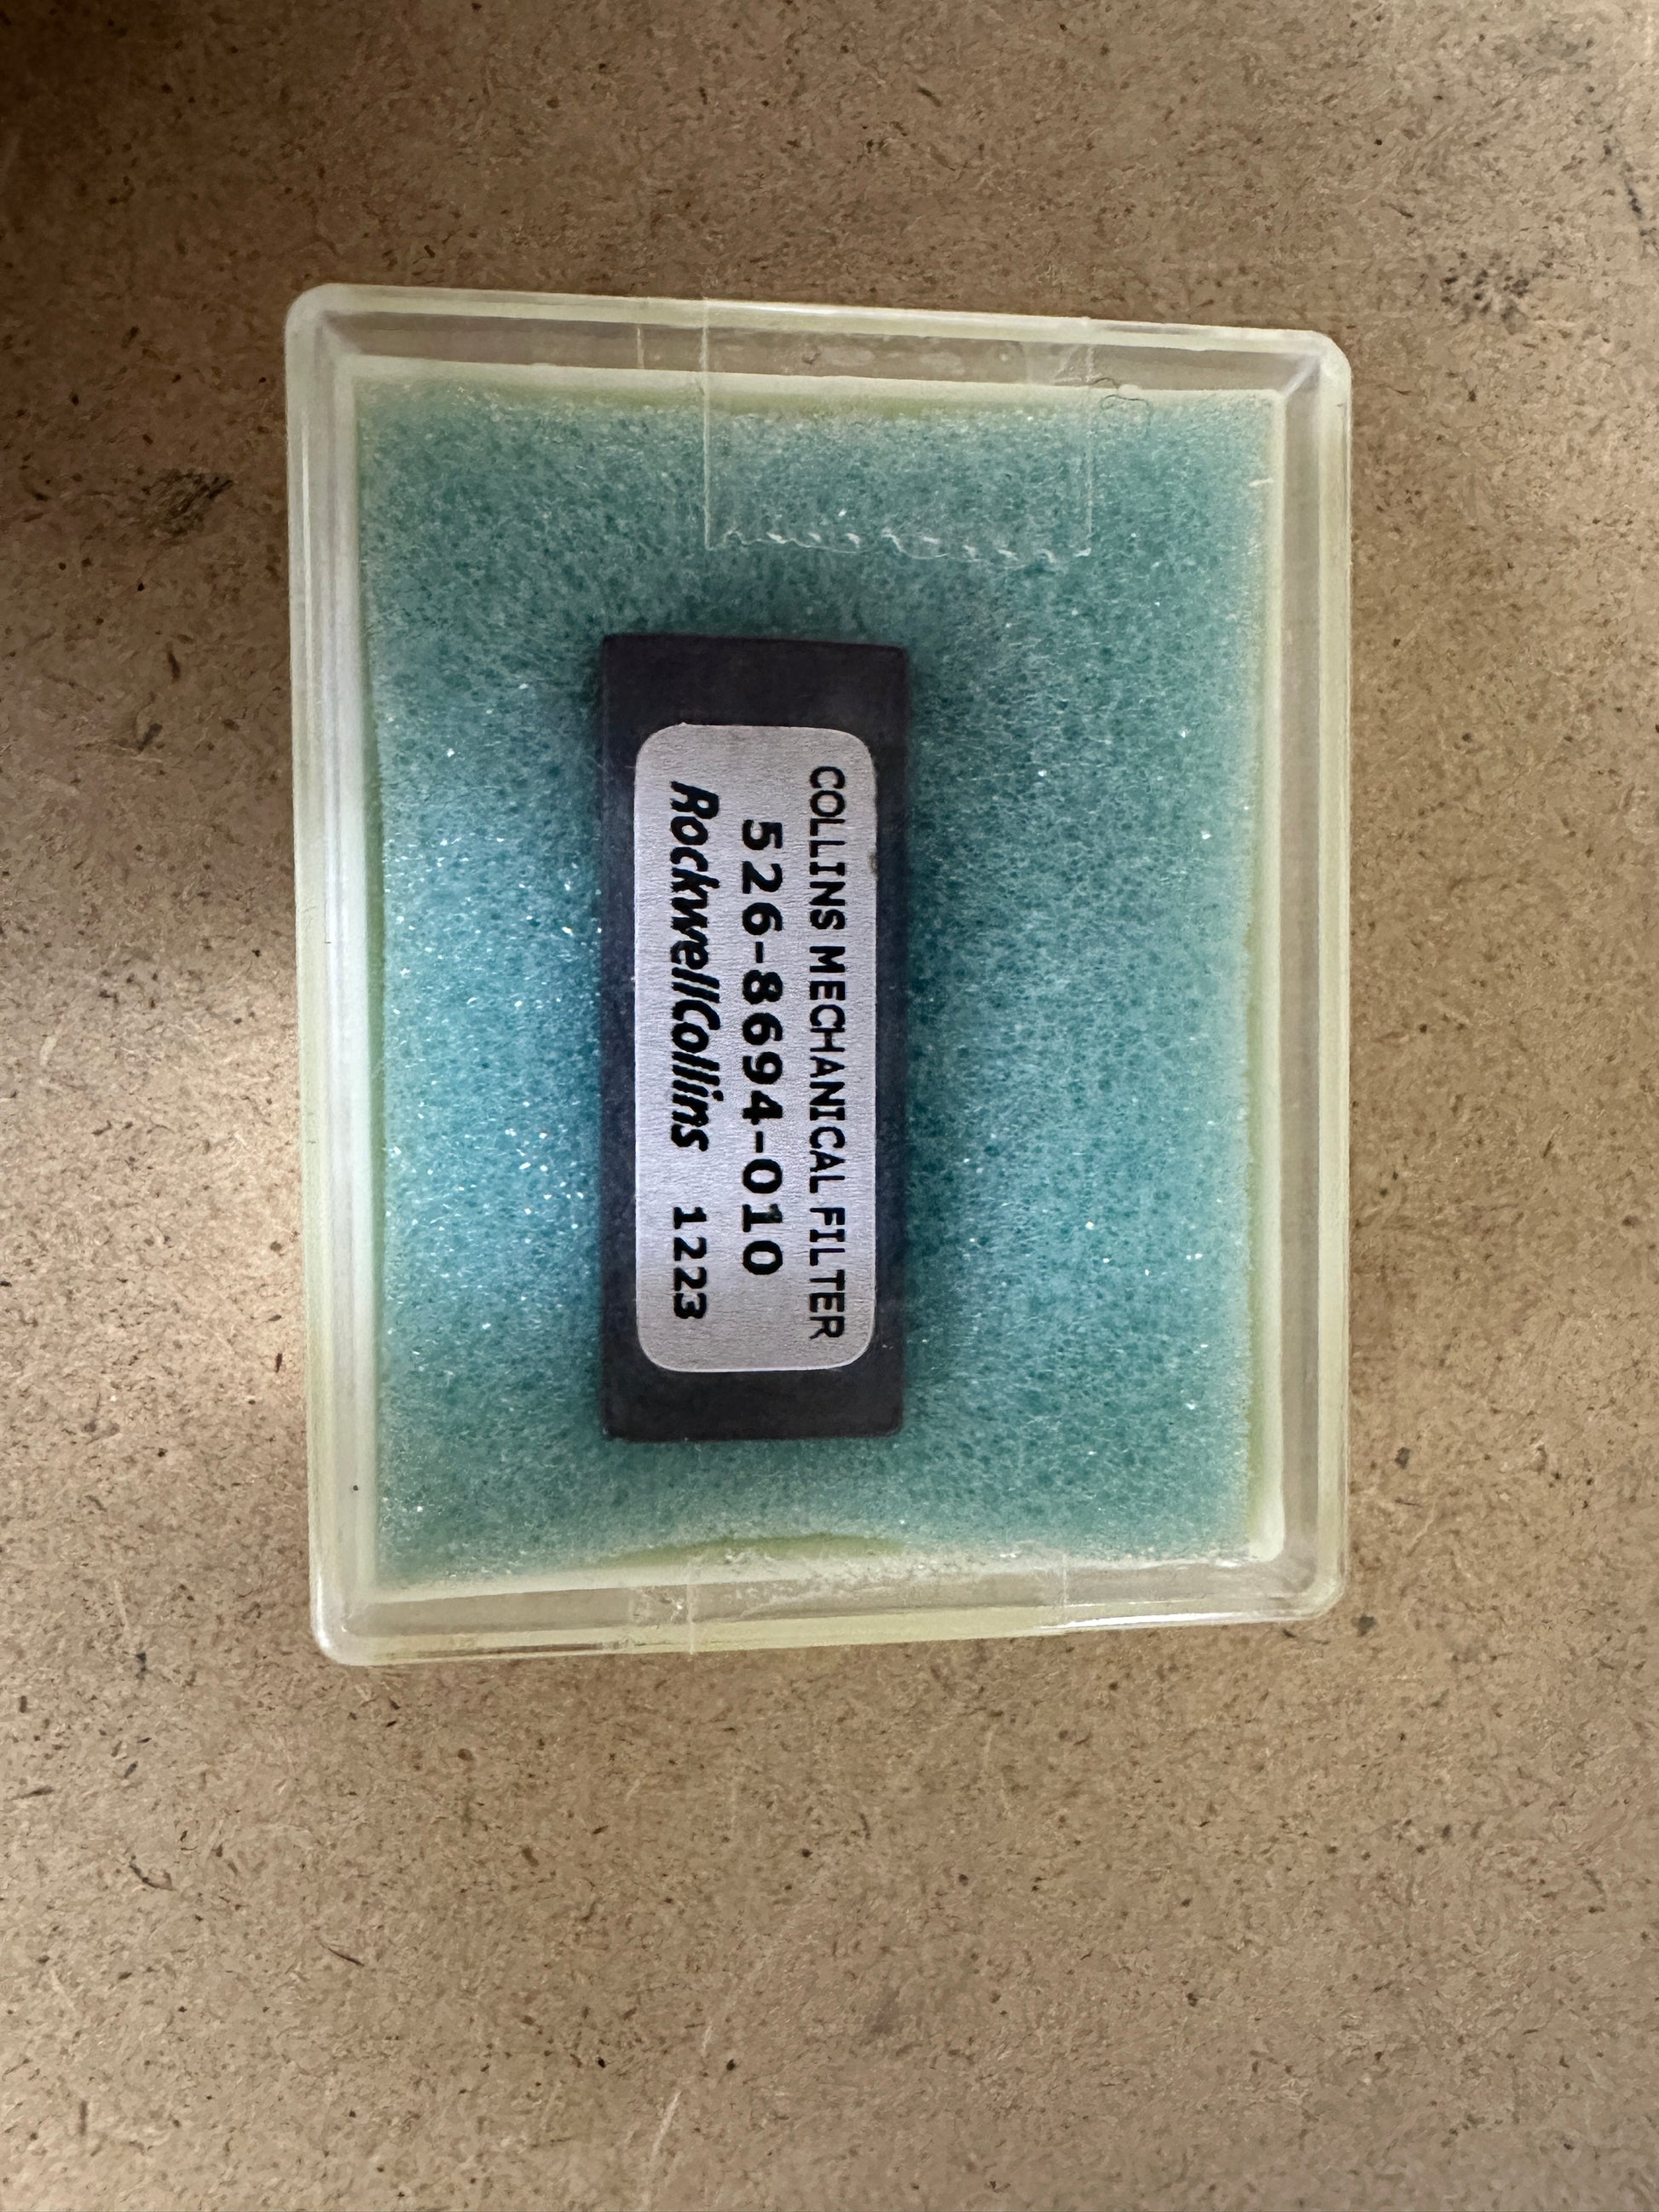 COLLINS MECHANICAL FILTER
526-8694-010
RockwellCollins 1223